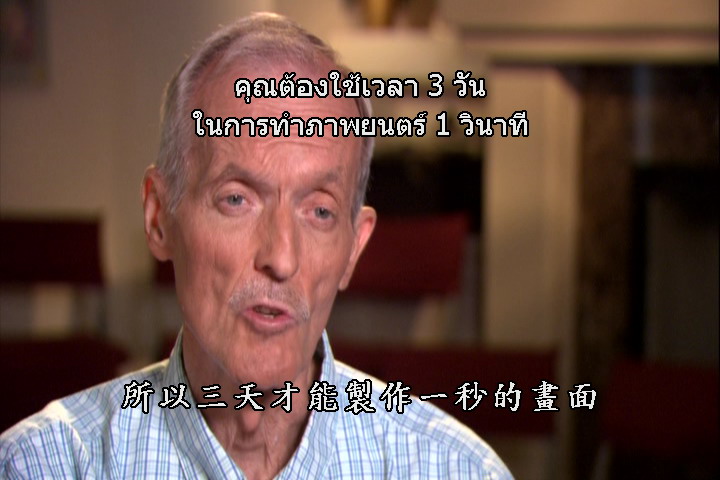 คุณต้องใช้เวลา 3 วัน
ในการทำภาพยนตร์ 1 วินาที
所以三天才能製作一秒的畫面